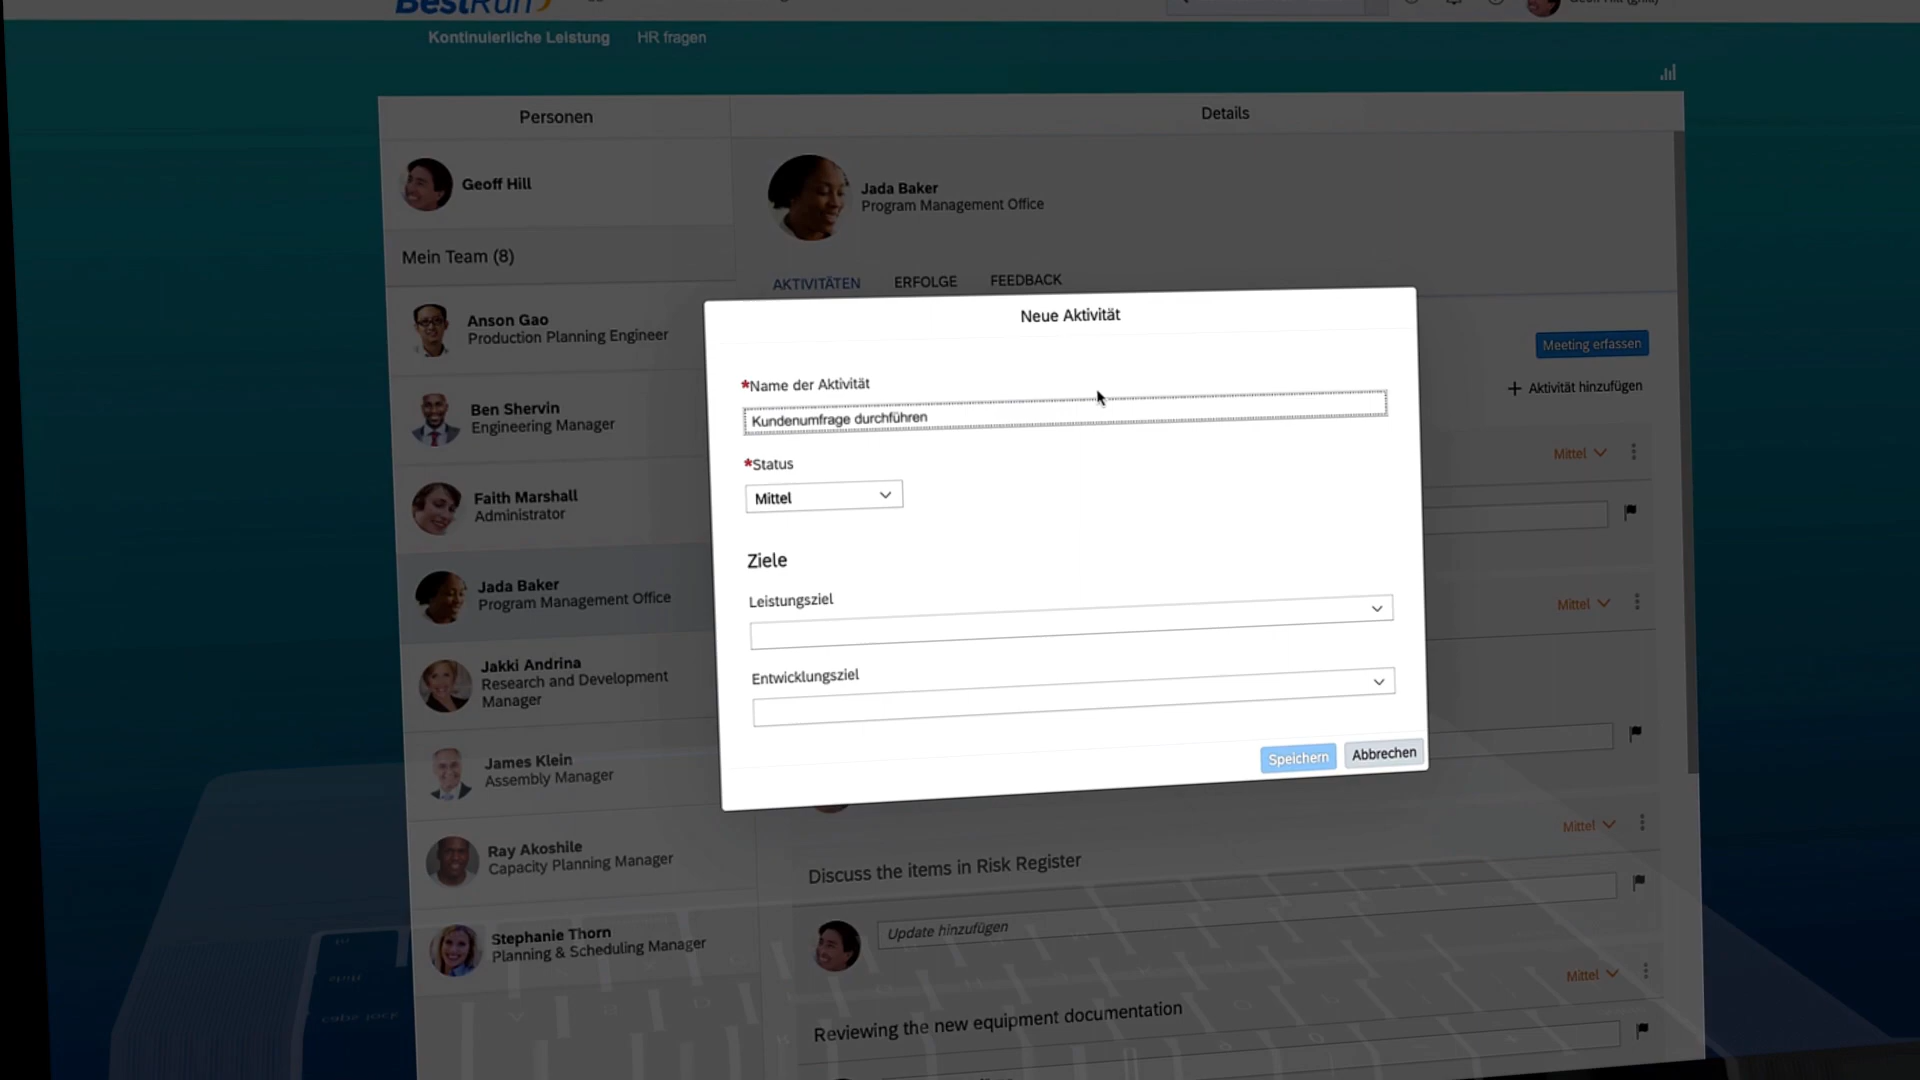 BestRun
Kontinuierliche Leistung
HR fragen
Personen
Details
Geoff Hill
Jada Baker
Program Management Office
Mein Team (8)
AKTIVITÄTEN
ERFOLGE
FEEDBACK
Anson Gao
Production Planning Engineer
Neue Aktivität
Meeting erfassen
Aktivität hinzufügen
*Name der Aktivität
Kundenumfrage durchführen
Ben Shervin
Engineering Manager
Mittel
*Status
Mittel
Faith Marshall
Administrator
Ziele
Jada Baker
Program Management Office
Leistungsziel
Mittel
Jakki Andrina
Research and Development
Manager
Entwicklungsziel
James Klein
Assembly Manager
Speichern
Abbrechen
Mittel
Ray Akoshile
Capacity Planning Manager
Discuss the items in Risk Register
Stephanie Thorn
Planning & Scheduling Manager
Update hinzufügen
Mittel
Reviewing the new equipment documentation